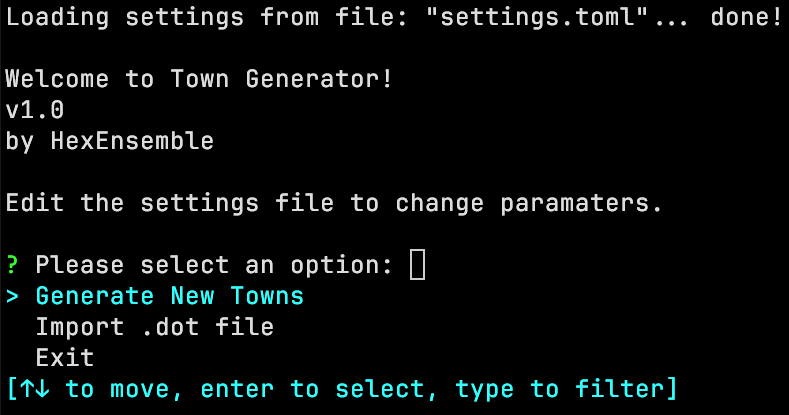 Loading settings from file: "settings.toml"... done!
Welcome to Town Generator!
v1.0
by HexEnsemble
Edit the settings file to change paramaters.
? Please select an option:
> Generate New Towns
Import .dot file
Exit
[↑↓ to move, enter to select, type to filter]